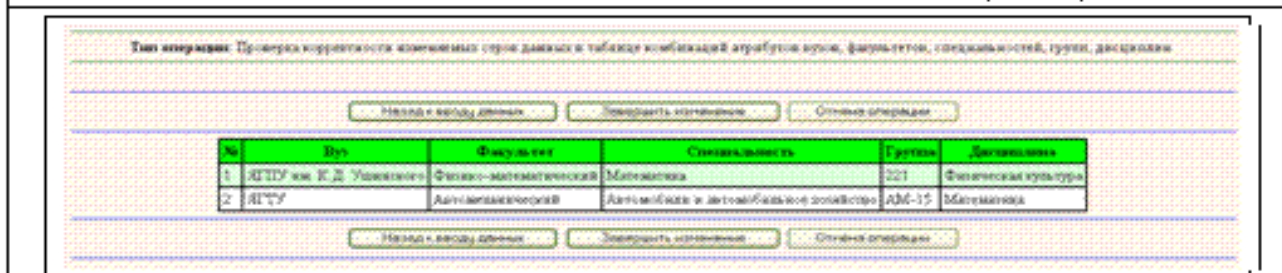 Тип операции: Проверка корректности изменяемых строк данных в таблице комбинаций атрибутов вузов, факультетов, специальностей, групп, дисциплин
Назад к вводу данных Завершить изменение Отмена операции
№ Вуз Факультет Специальность Группа Дисциплина
1 ЯГПУ им. К.Д. Ушинского Физико-математический Математика 221 Физическая культура
2 ЯГТУ Автомеханический Автомобили и автомобильное хозяйство АМ-15 Математика
Назад к вводу данных Завершить изменение Отмена операции